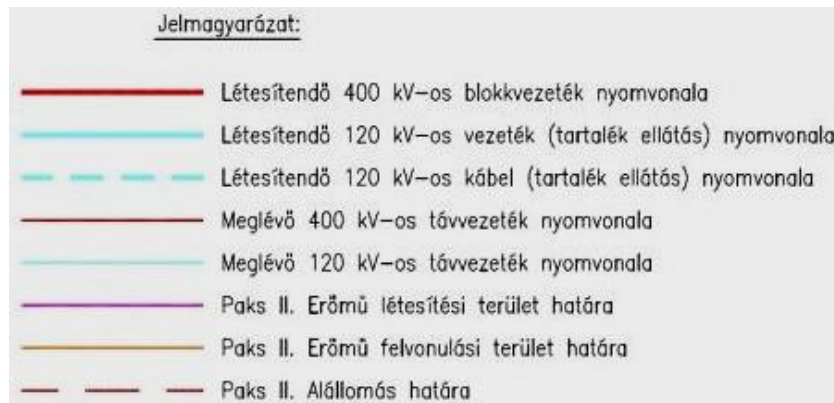 Jelmagyarázat:
Létesítendő 400 kV-os blokkvezeték nyomvonala
Létesítendő 120 kV-os vezeték (tartalék ellátás) nyomvonala
Létesítendő 120 kV-os kábel (tartalék ellátás) nyomvonala
Meglévő 400 kV-os távvezeték nyomvonala
Meglévő 120 kV-os távvezeték nyomvonala
Paks II. Erőmű létesítési terület határa
Paks II. Erőmű felvonulási terület határa
Paks II. Alállomás határa